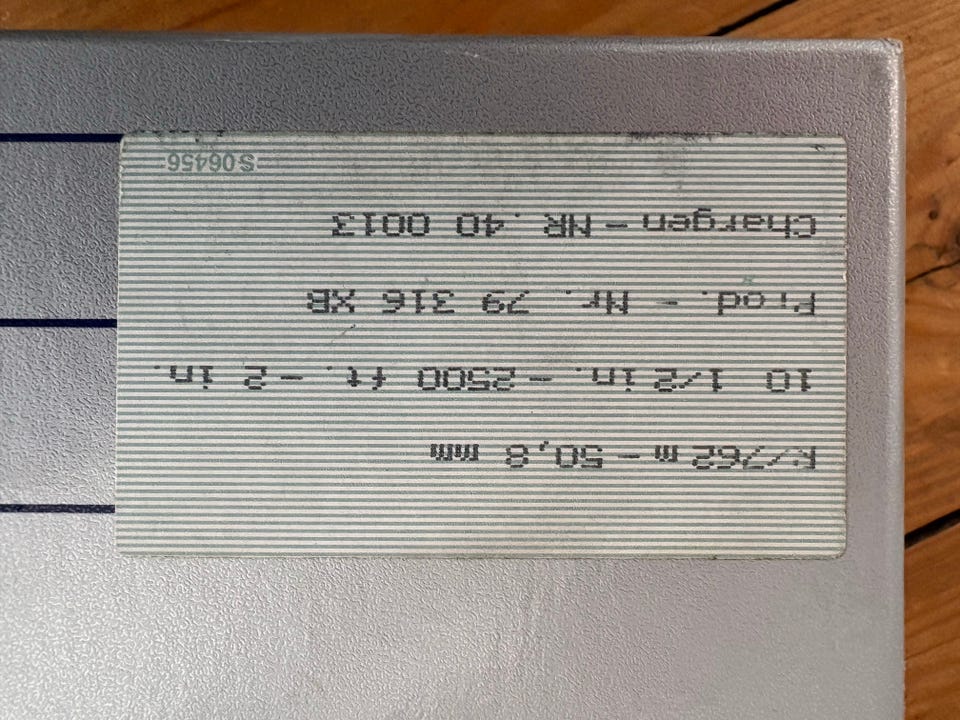 R/762 m - 50,8 mm
10 1/2 in. - 2500 ft. - 2 in.
Prod. - Nr. 79 316 XB
Chargen - NR. 40 0013
S06456